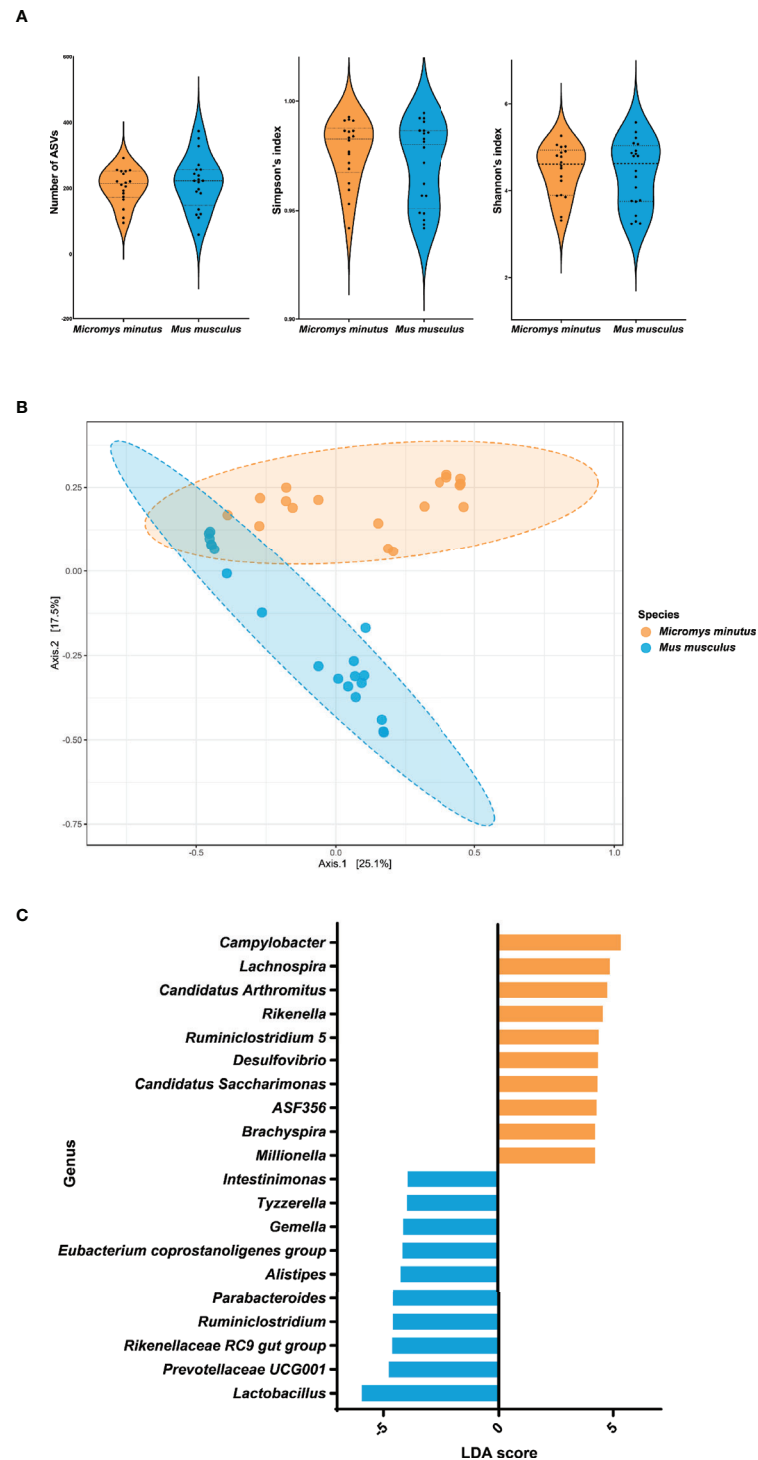 A
Number of ASVs
600
400
200
0
-200
Micromys minutus
Mus musculus
Simpson's index
1.00
0.95
0.90
Micromys minutus
Mus musculus
Shannon's index
6
4
2
Micromys minutus
Mus musculus
B
Axis.2 [17.5%]
0.25
0.00
-0.25
-0.50
-0.75
-0.5
0.0
0.5
1.0
Axis.1 [25.1%]
Species
Micromys minutus
Mus musculus
C
Genus
Campylobacter
Lachnospira
Candidatus Arthromitus
Rikenella
Ruminiclostridium 5
Desulfovibrio
Candidatus Saccharimonas
ASF356
Brachyspira
Millionella
Intestinimonas
Tyzzerella
Gemella
Eubacterium coprostanoligenes group
Alistipes
Parabacteroides
Ruminiclostridium
Rikenellaceae RC9 gut group
Prevotellaceae UCG001
Lactobacillus
-5
0
5
LDA score